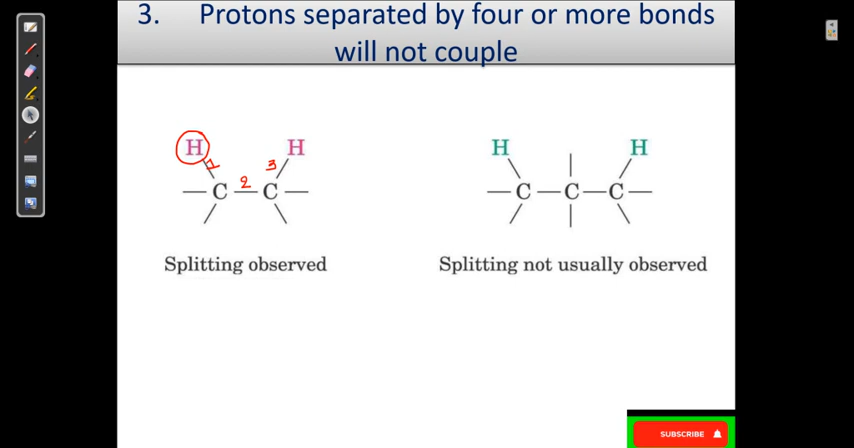 3. Protons separated by four or more bonds
will not couple
H H H H
1 2 3
C C C C C
Splitting observed Splitting not usually observed
SUBSCRIBE